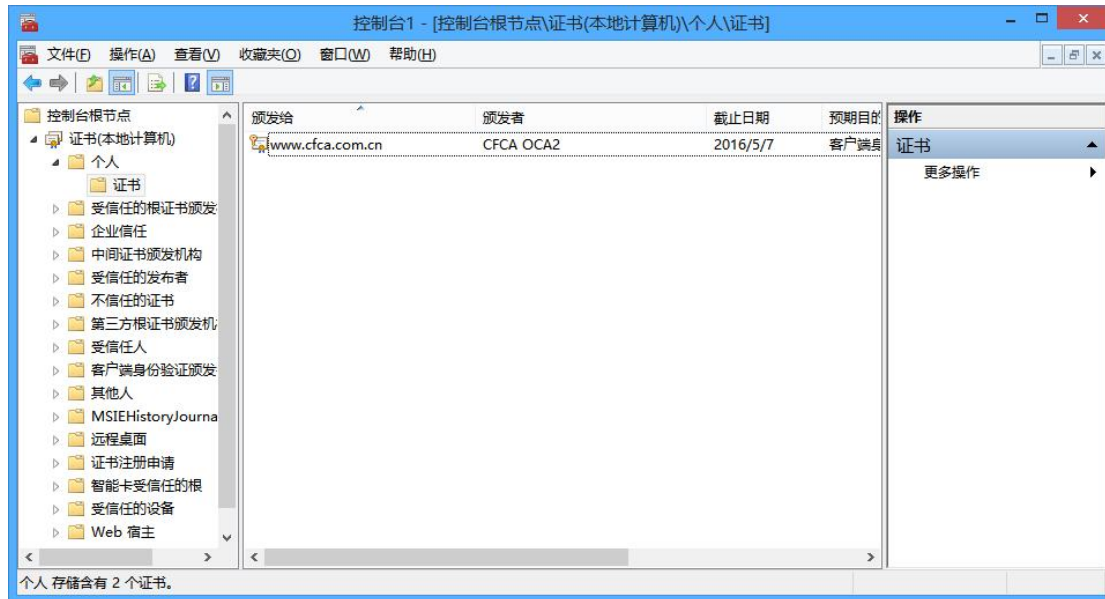 控制台1 - [控制台根节点\证书(本地计算机)\个人\证书]
文件(F) 操作(A) 查看(V) 收藏夹(O) 窗口(W) 帮助(H)
控制台根节点
证书(本地计算机)
个人
证书
受信任的根证书颁发
企业信任
中间证书颁发机构
受信任的发布者
不信任的证书
第三方根证书颁发机
受信任人
客户端身份验证颁发
其他人
MSIEHistoryJourna
远程桌面
证书注册申请
智能卡受信任的根
受信任的设备
Web 宿主
颁发给 颁发者 截止日期 预期目的
www.cfca.com.cn CFCA OCA2 2016/5/7 客户端身
操作
证书
更多操作
个人 存储含有 2 个证书。